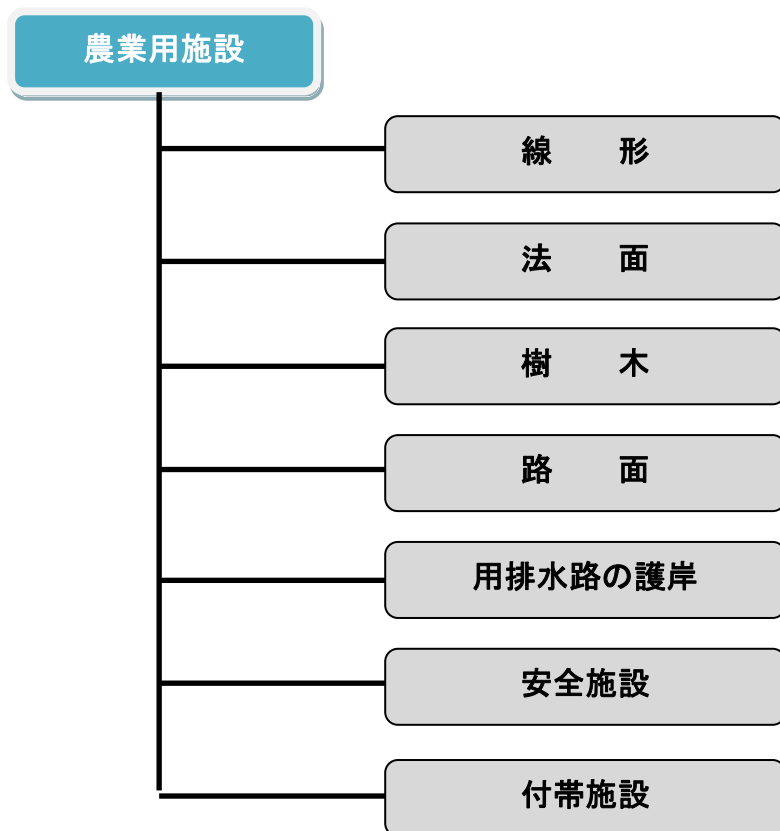 農業用施設
線　　形
法　　面
樹　　木
路　　面
用排水路の護岸
安全施設
付帯施設